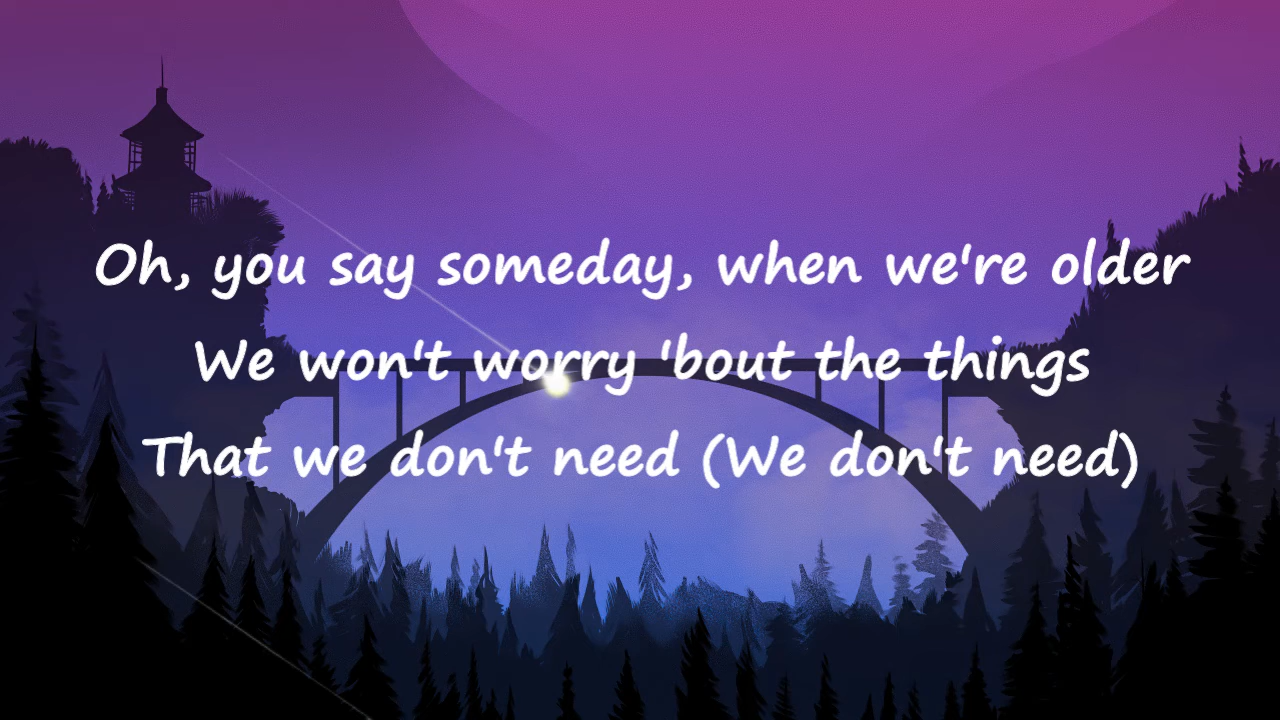 Oh, you say someday, when we're older
We won't worry 'bout the things
That we don't need (We don't need)